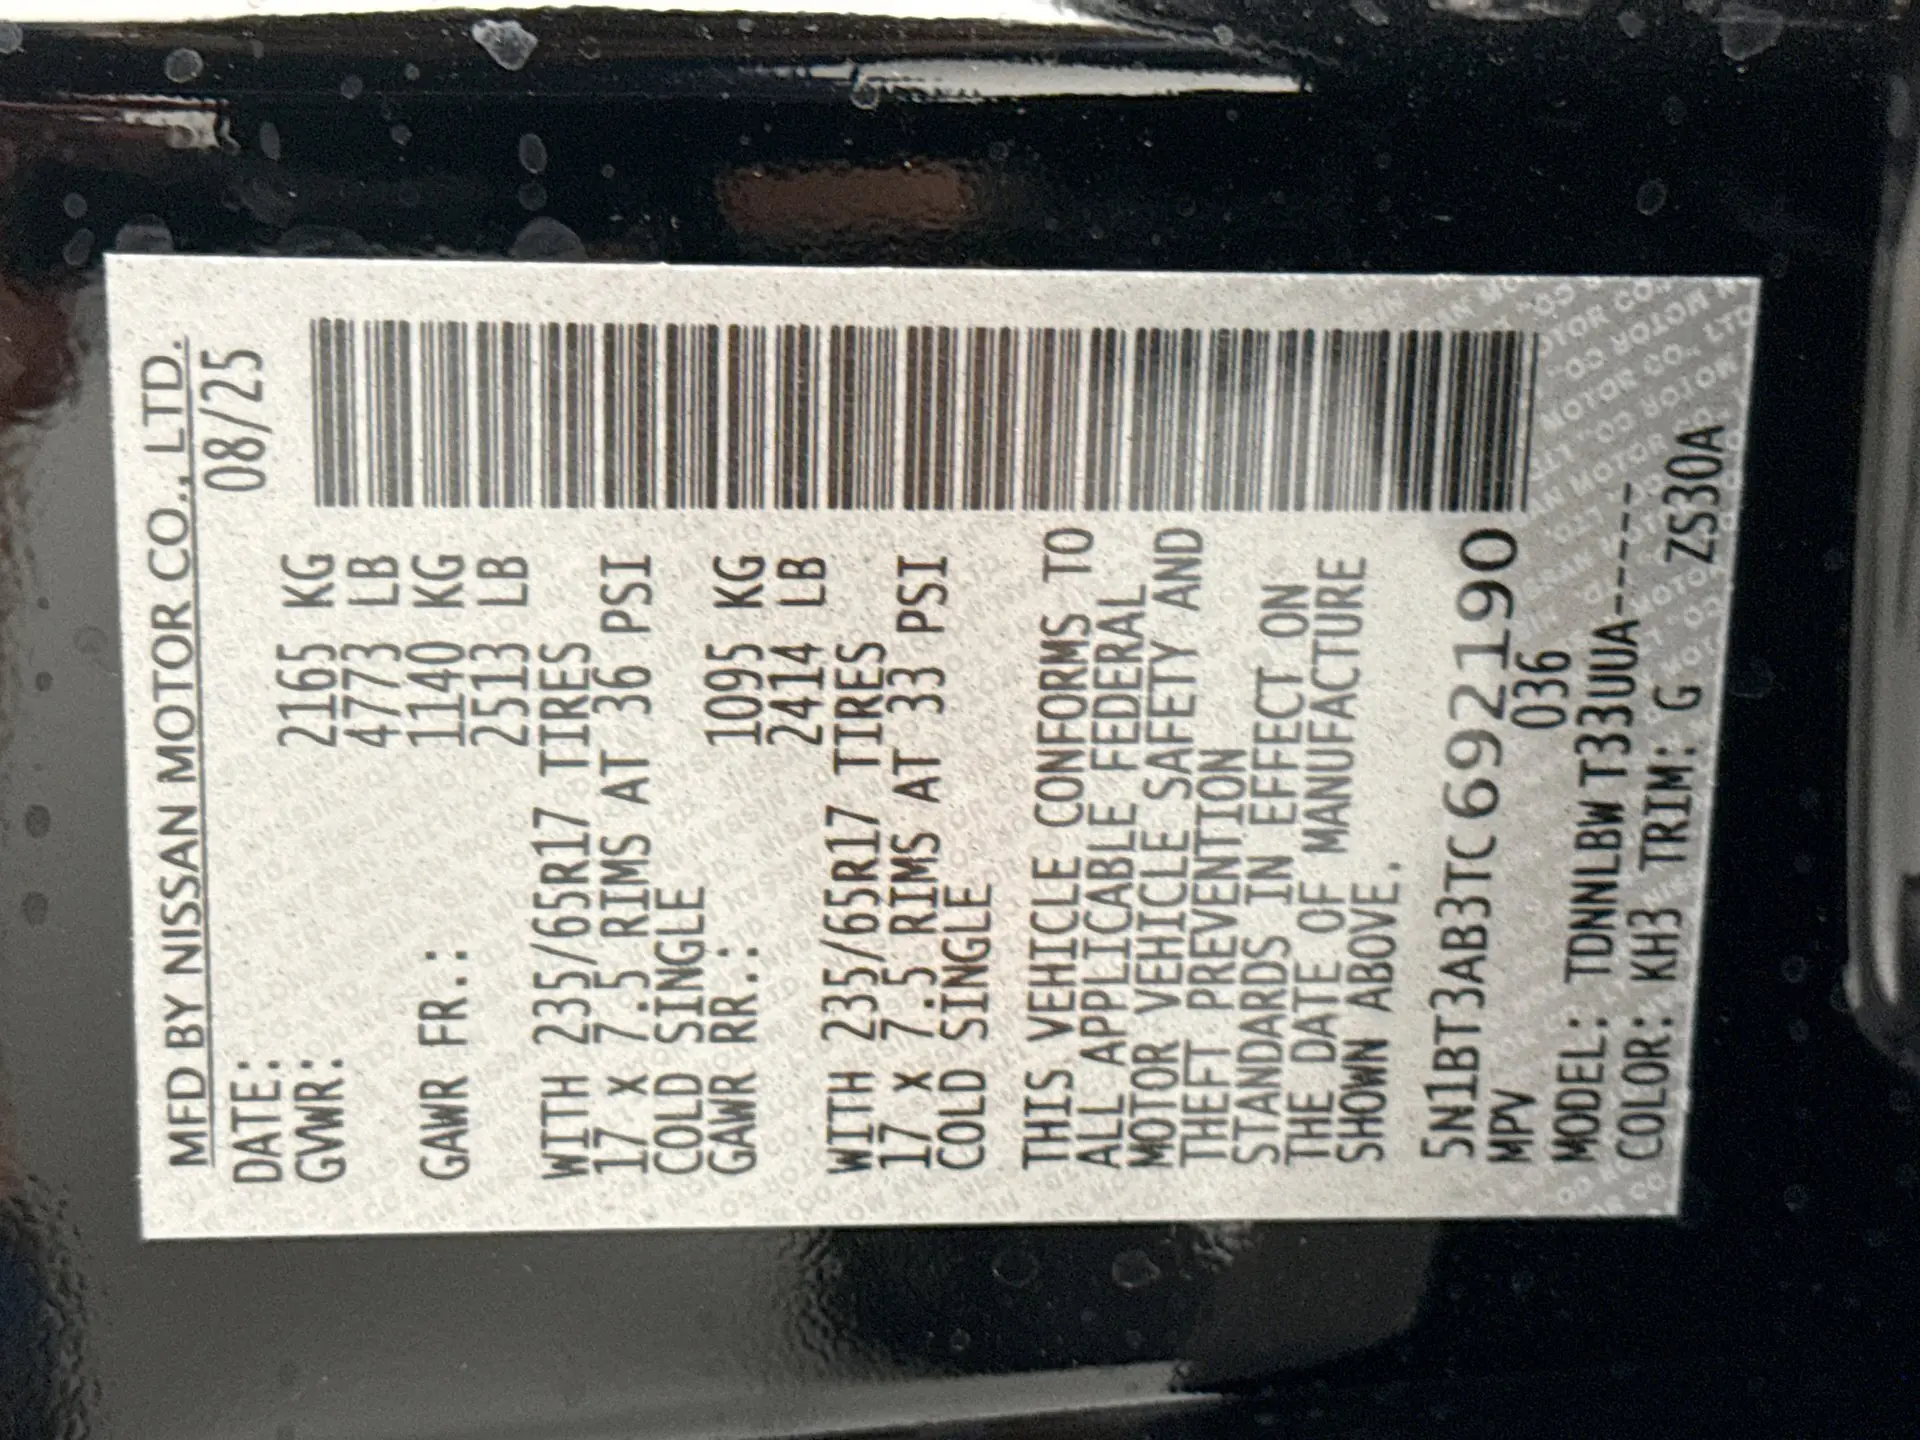 MFD BY NISSAN MOTOR CO., LTD.
DATE: 08/25
GVWR: 2165 KG
4773 LB
GAWR FR.: 1140 KG
2513 LB
WITH 235/65R17 TIRES
17 X 7.5 RIMS AT 36 PSI
COLD SINGLE
GAWR RR.: 1095 KG
2414 LB
WITH 235/65R17 TIRES
17 X 7.5 RIMS AT 33 PSI
COLD SINGLE
THIS VEHICLE CONFORMS TO
ALL APPLICABLE FEDERAL
MOTOR VEHICLE SAFETY AND
THEFT PREVENTION
STANDARDS IN EFFECT ON
THE DATE OF MANUFACTURE
SHOWN ABOVE.
5N1BT3AB3TC692190
MPV 036
MODEL: TDNNLBW T33UUA-----
COLOR: KH3 TRIM: G ZS30A